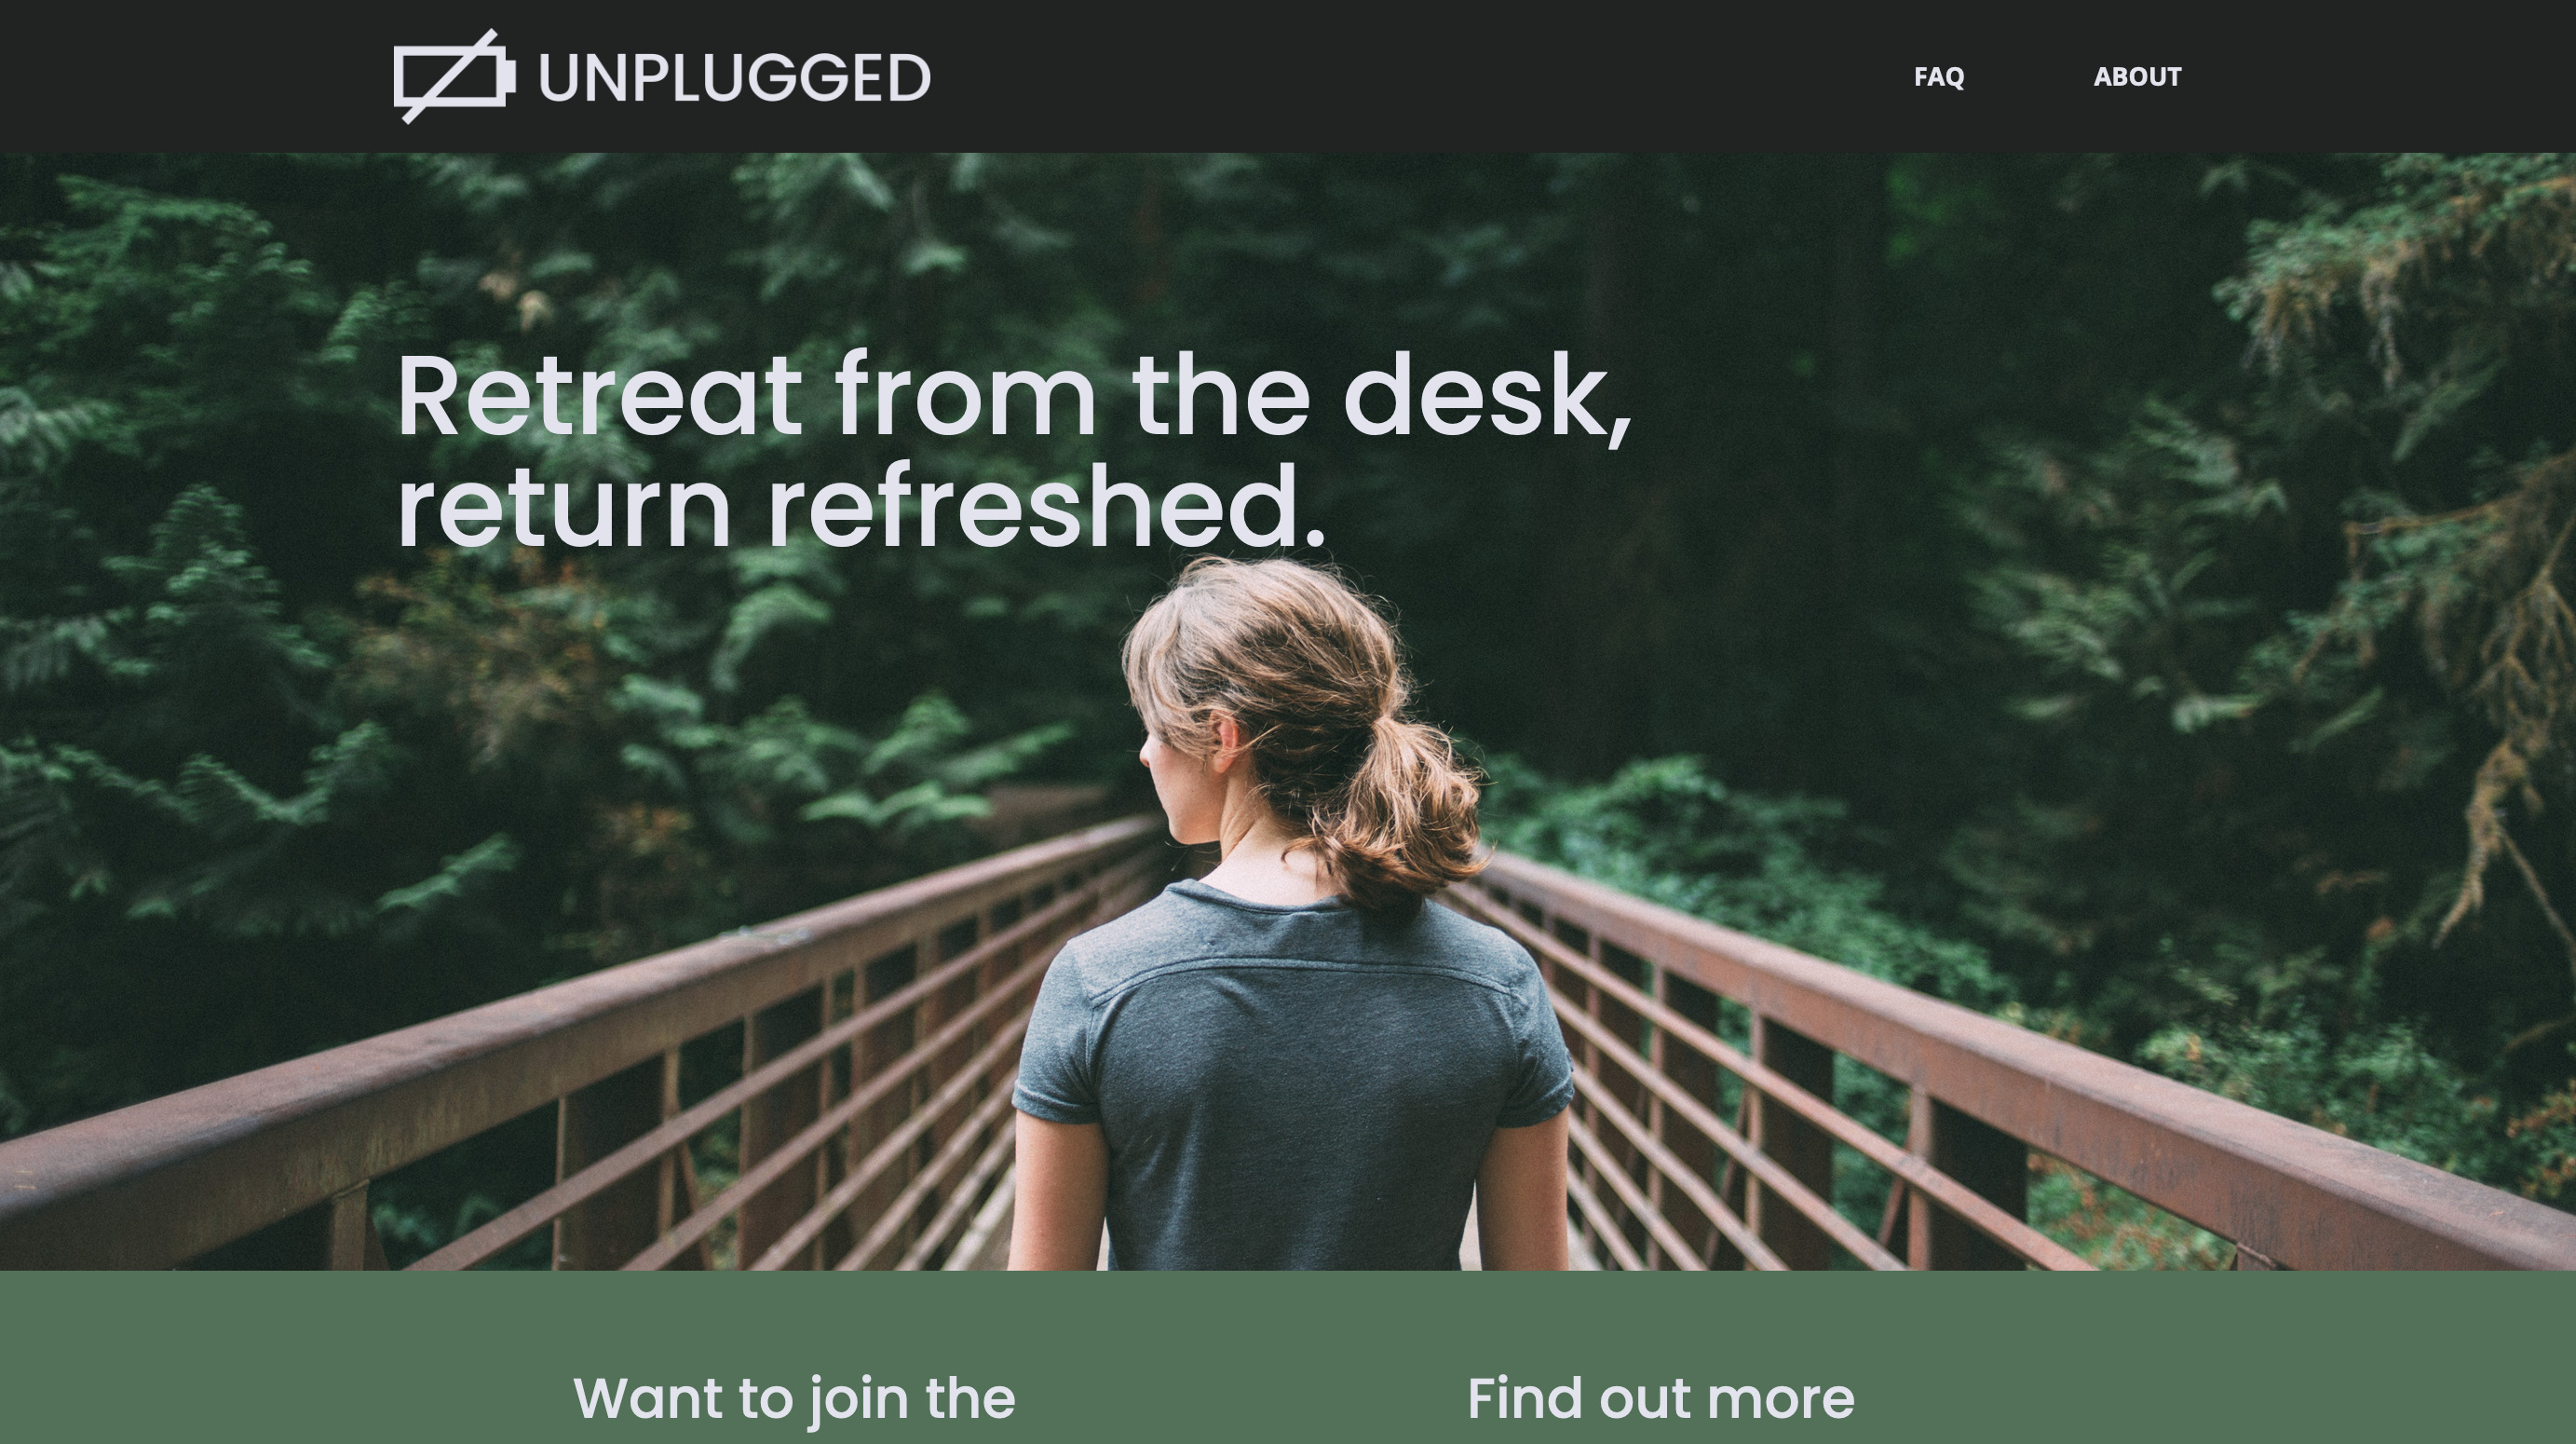 UNPLUGGED
FAQ
ABOUT
Retreat from the desk,
return refreshed.
Want to join the
Find out more